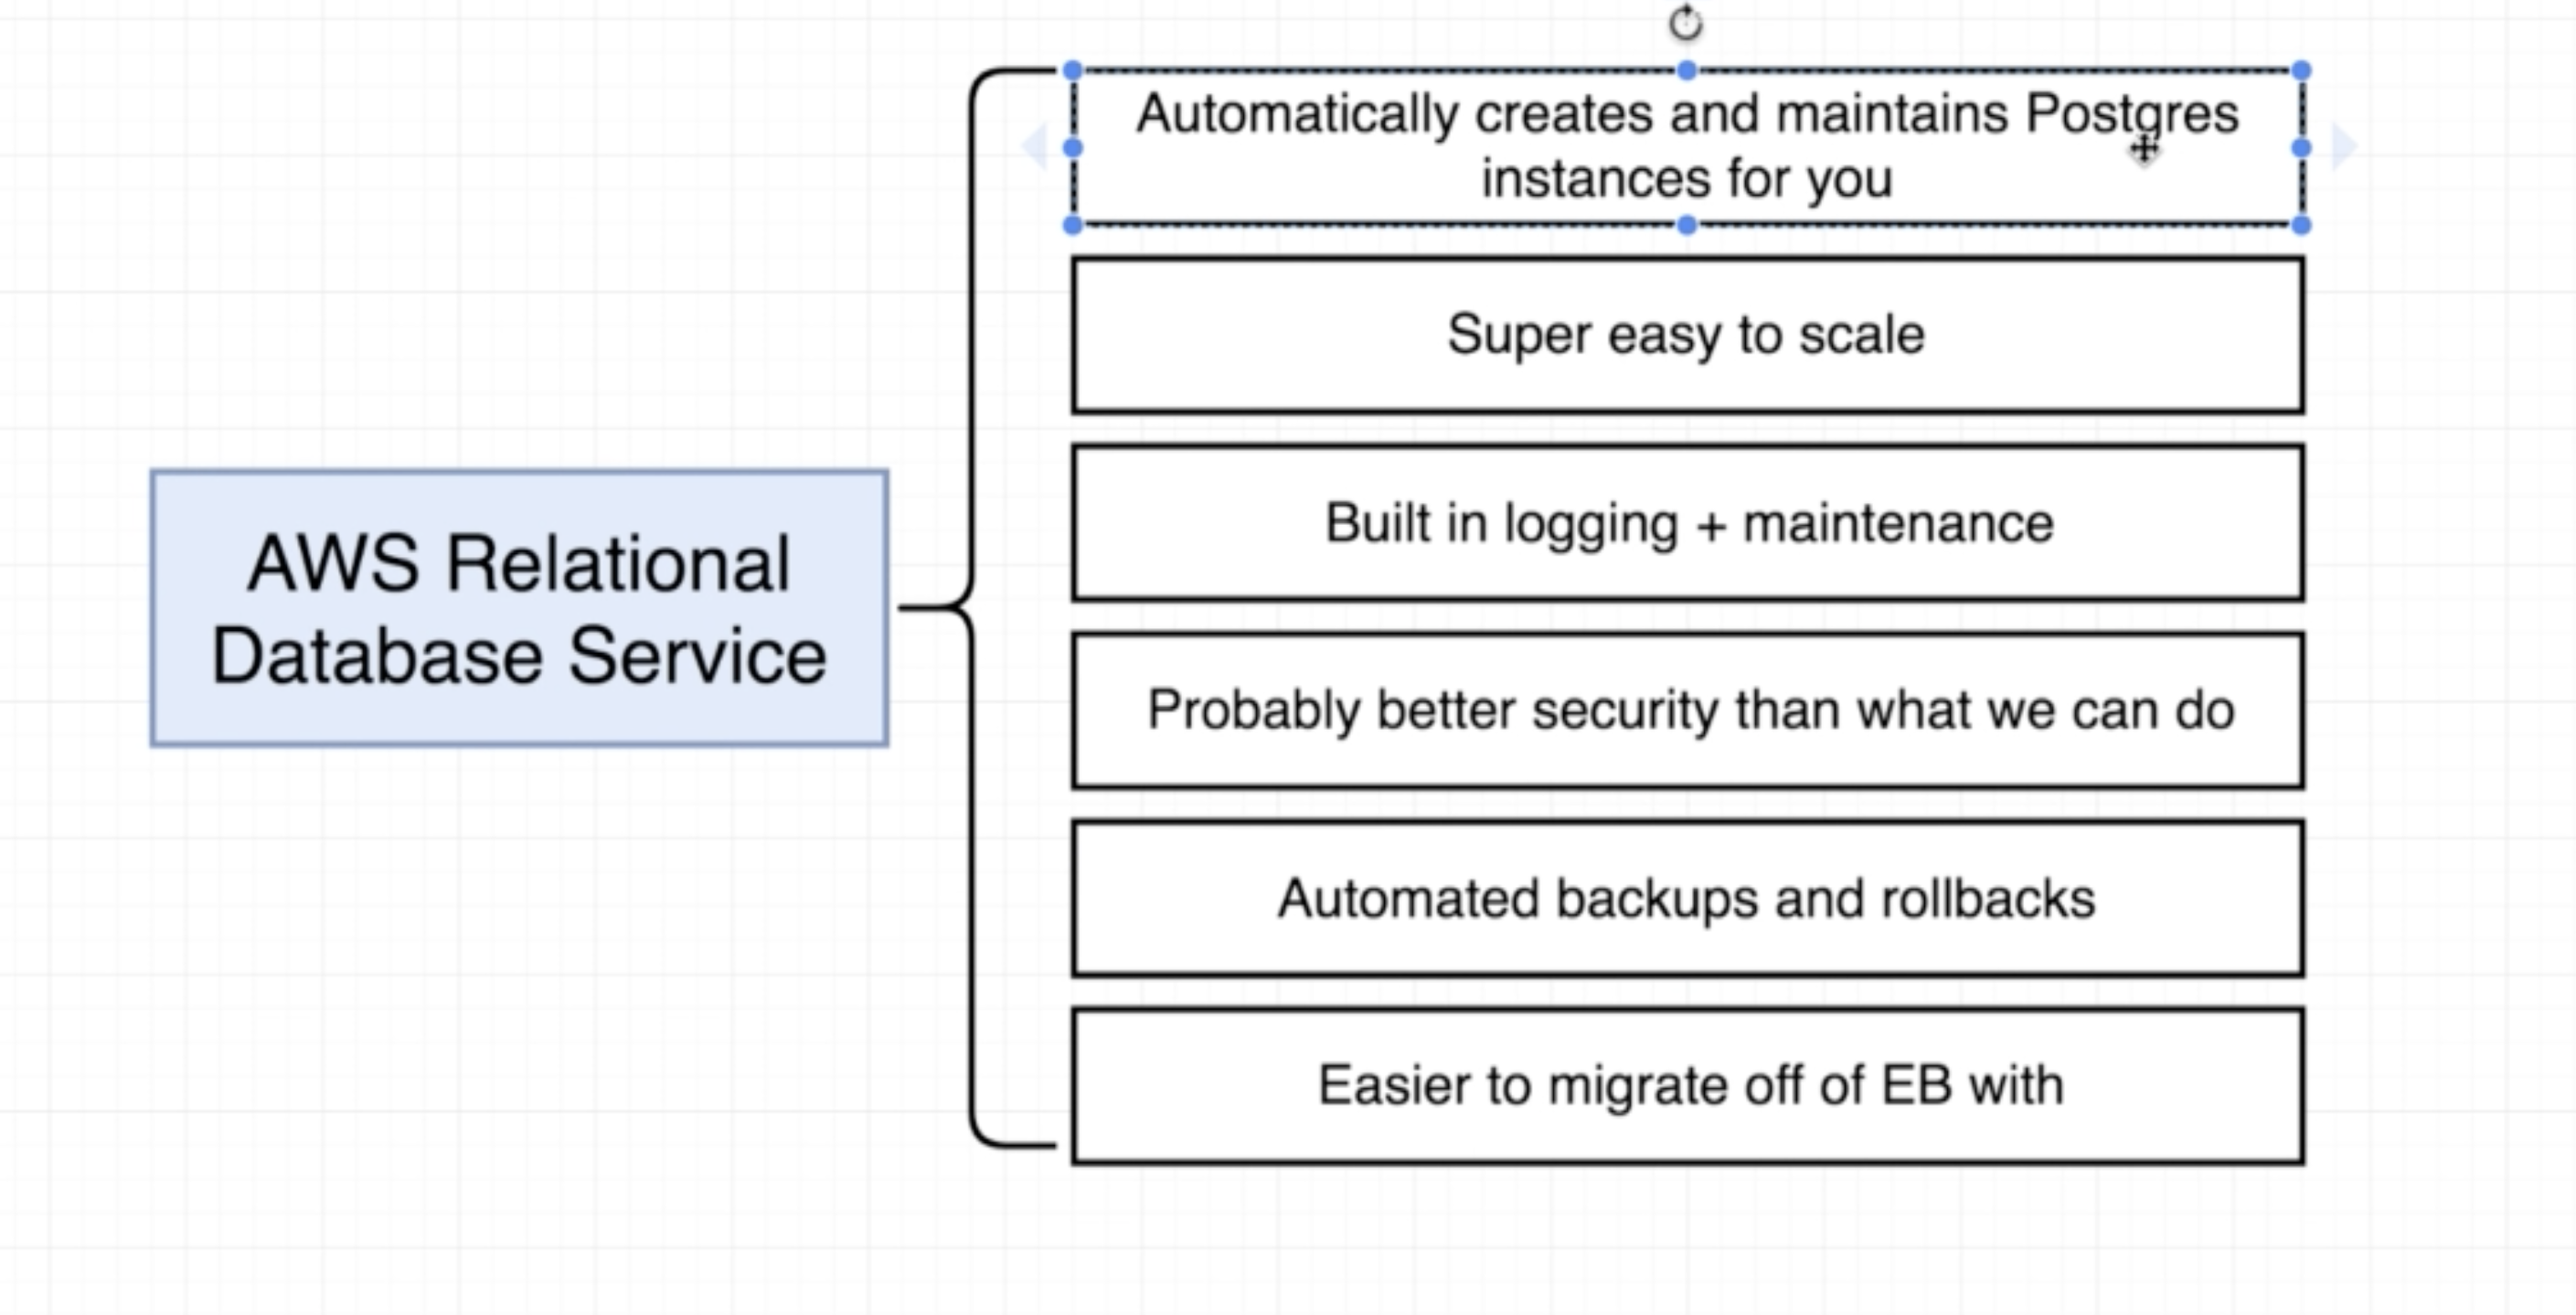 AWS Relational
Database Service
Automatically creates and maintains Postgres
instances for you
Super easy to scale
Built in logging + maintenance
Probably better security than what we can do
Automated backups and rollbacks
Easier to migrate off of EB with